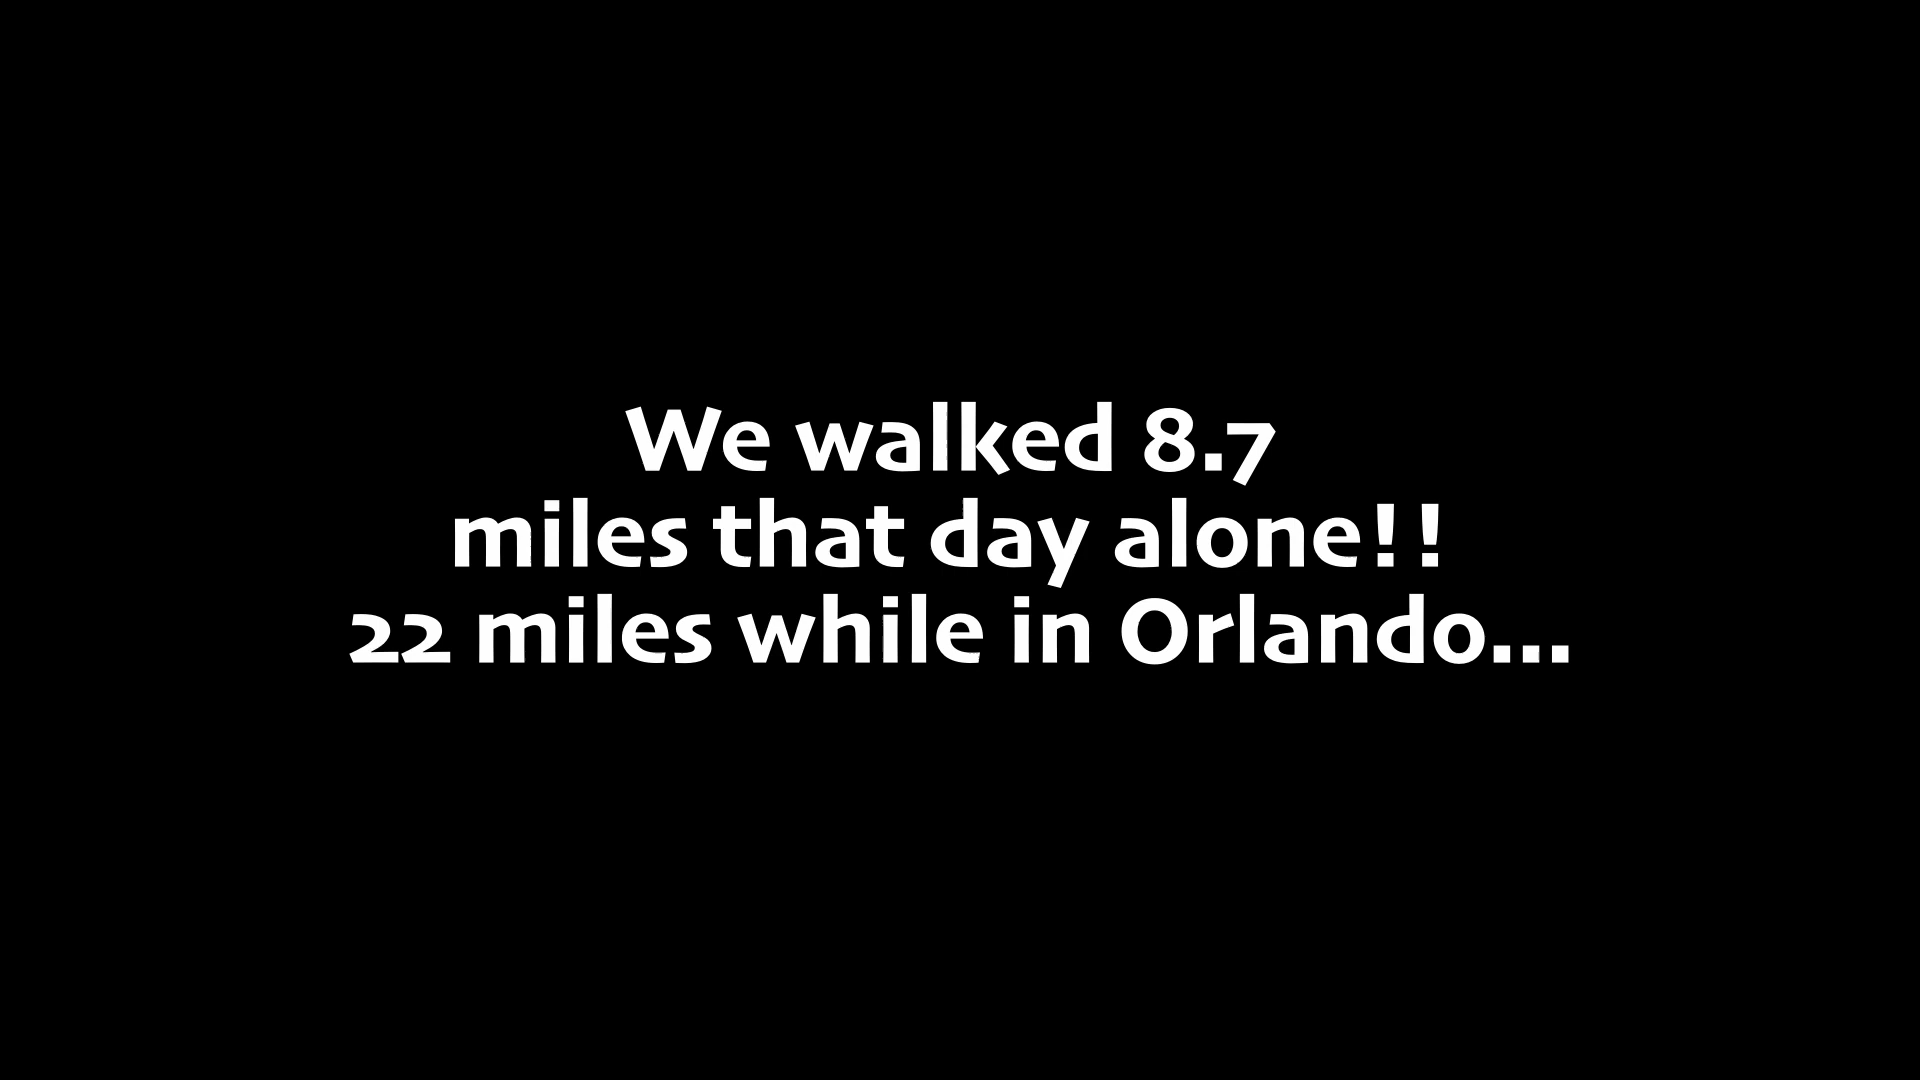 We walked 8.7
miles that day alone!!
22 miles while in Orlando...